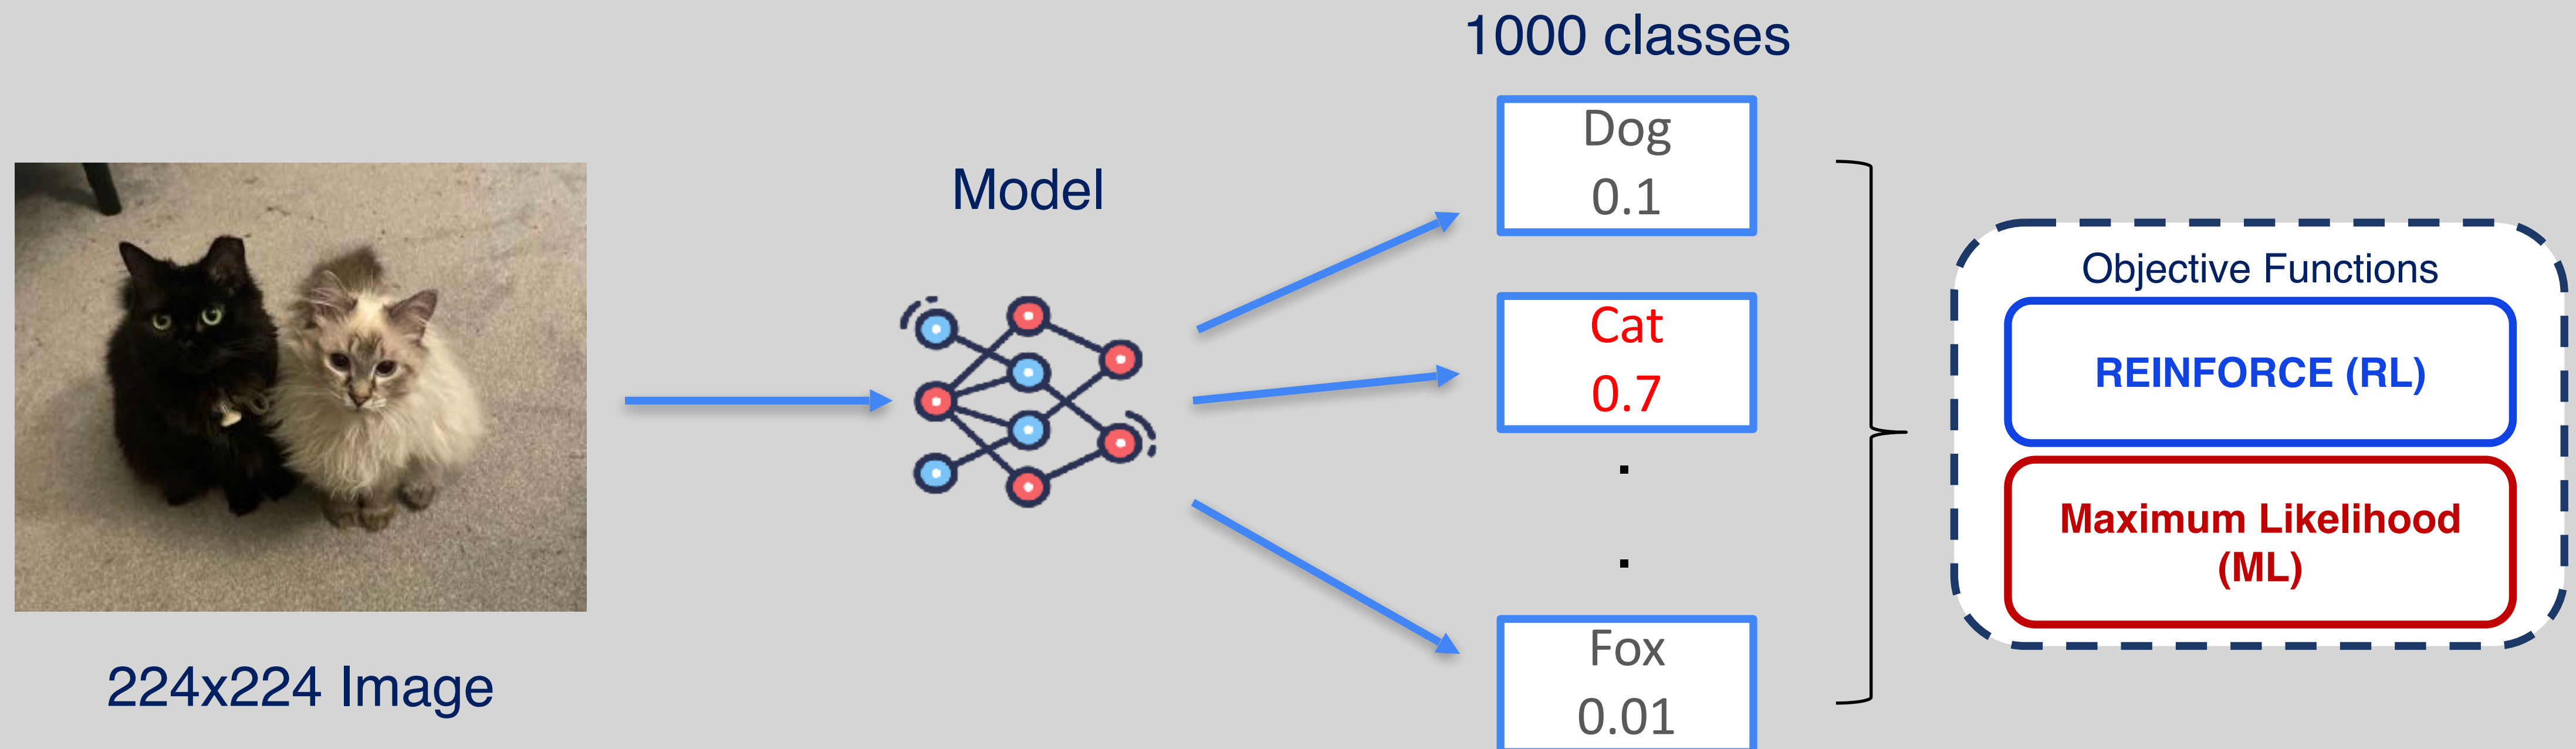 1000 classes
Dog
0.1
Model
Cat
0.7
.
.
Fox
0.01
224x224 Image
Objective Functions
REINFORCE (RL)
Maximum Likelihood
(ML)